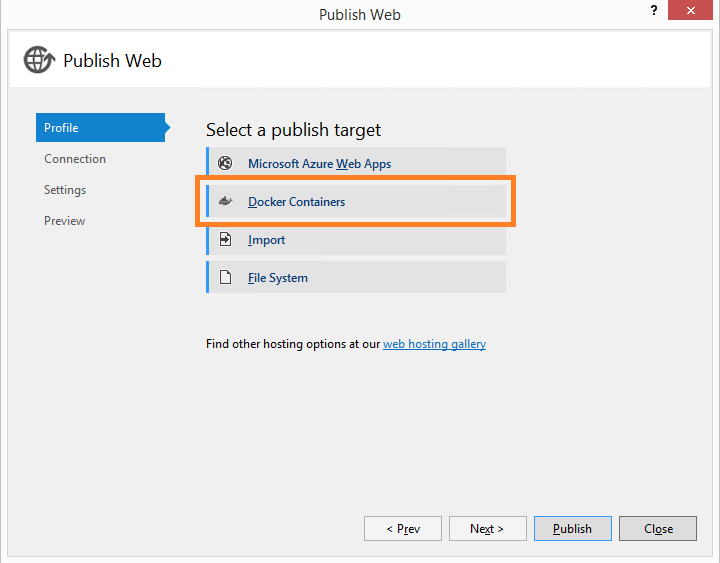 Publish Web
?
Publish Web
Profile
Connection
Settings
Preview
Select a publish target
Microsoft Azure Web Apps
Docker Containers
Import
File System
Find other hosting options at our web hosting gallery
< Prev
Next >
Publish
Close